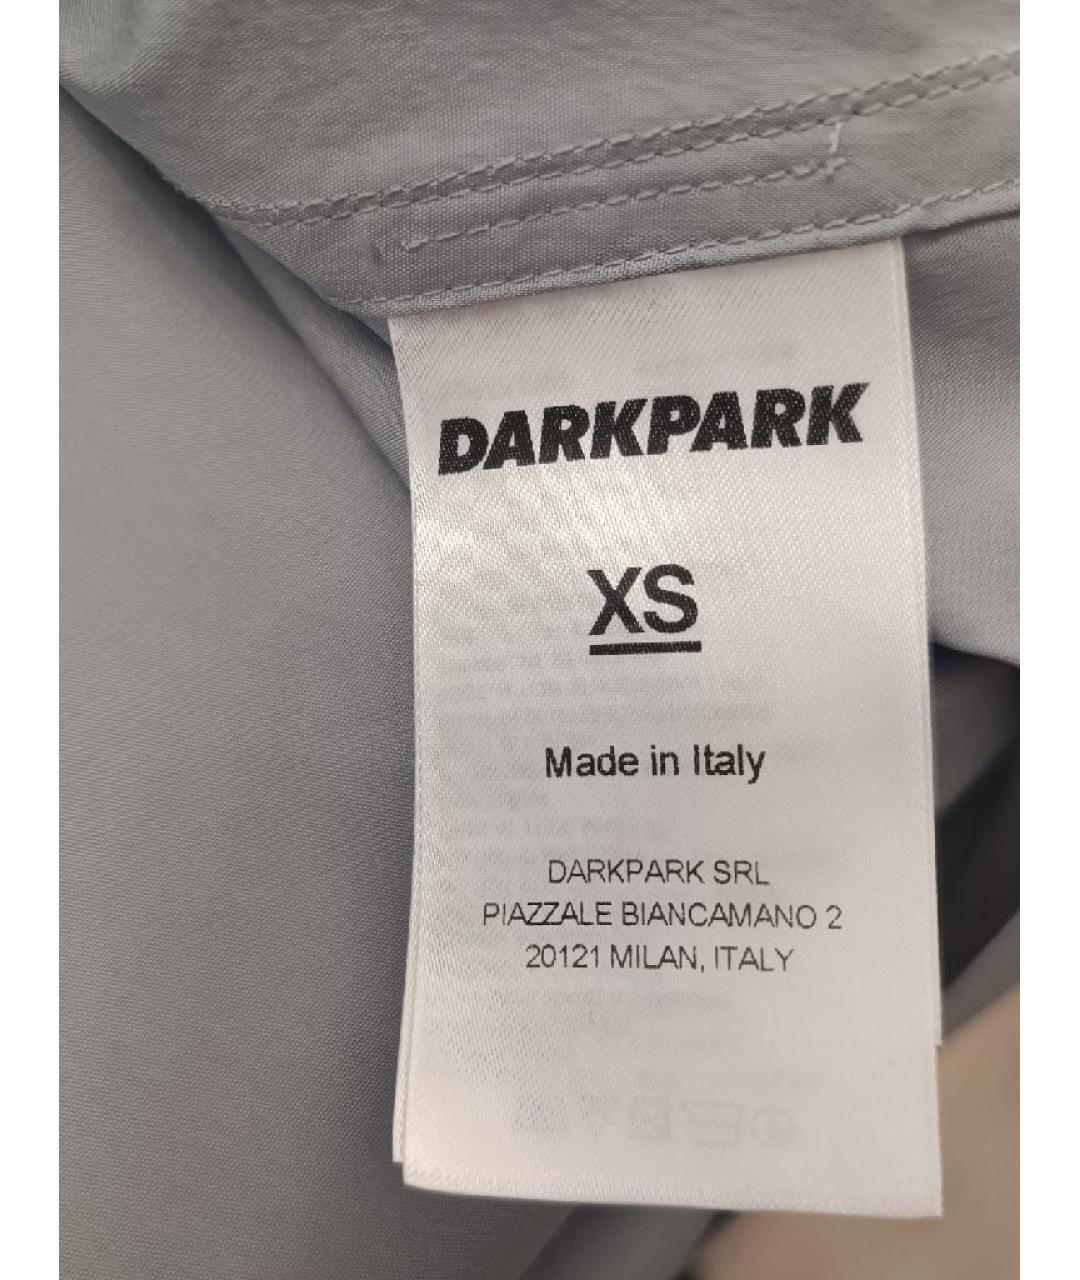 DARKPARK
XS
Made in Italy
DARKPARK SRL
PIAZZALE BIANCAMANO 2
20121 MILAN, ITALY